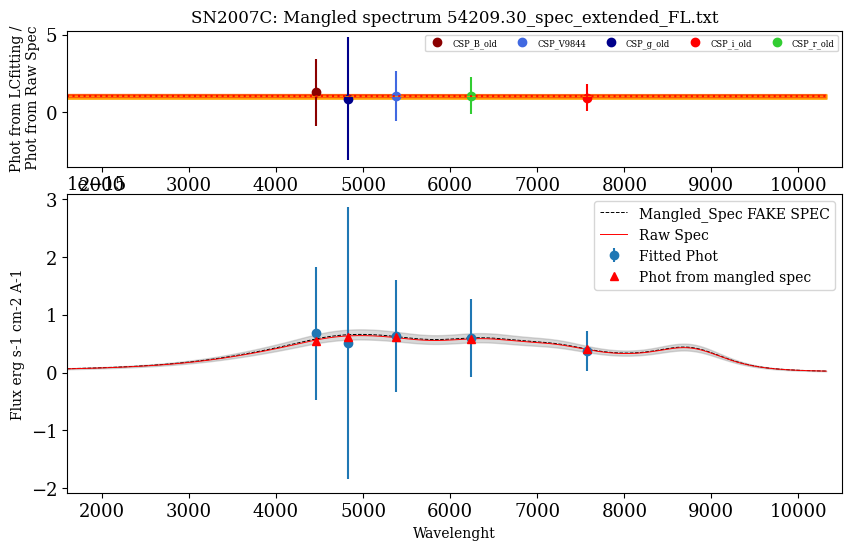 SN2007C: Mangled spectrum 54209.30_spec_extended_FL.txt
Phot from LCfitting /
Phot from Raw Spec
5
0
CSP_B_old CSP_V9844 CSP_g_old CSP_i_old CSP_r_old
2000 3000 4000 5000 6000 7000 8000 9000 10000
1e−15
Flux erg s-1 cm-2 A-1
3
2
1
0
−1
−2
Mangled_Spec FAKE SPEC
Raw Spec
Fitted Phot
Phot from mangled spec
2000 3000 4000 5000 6000 7000 8000 9000 10000
Wavelenght